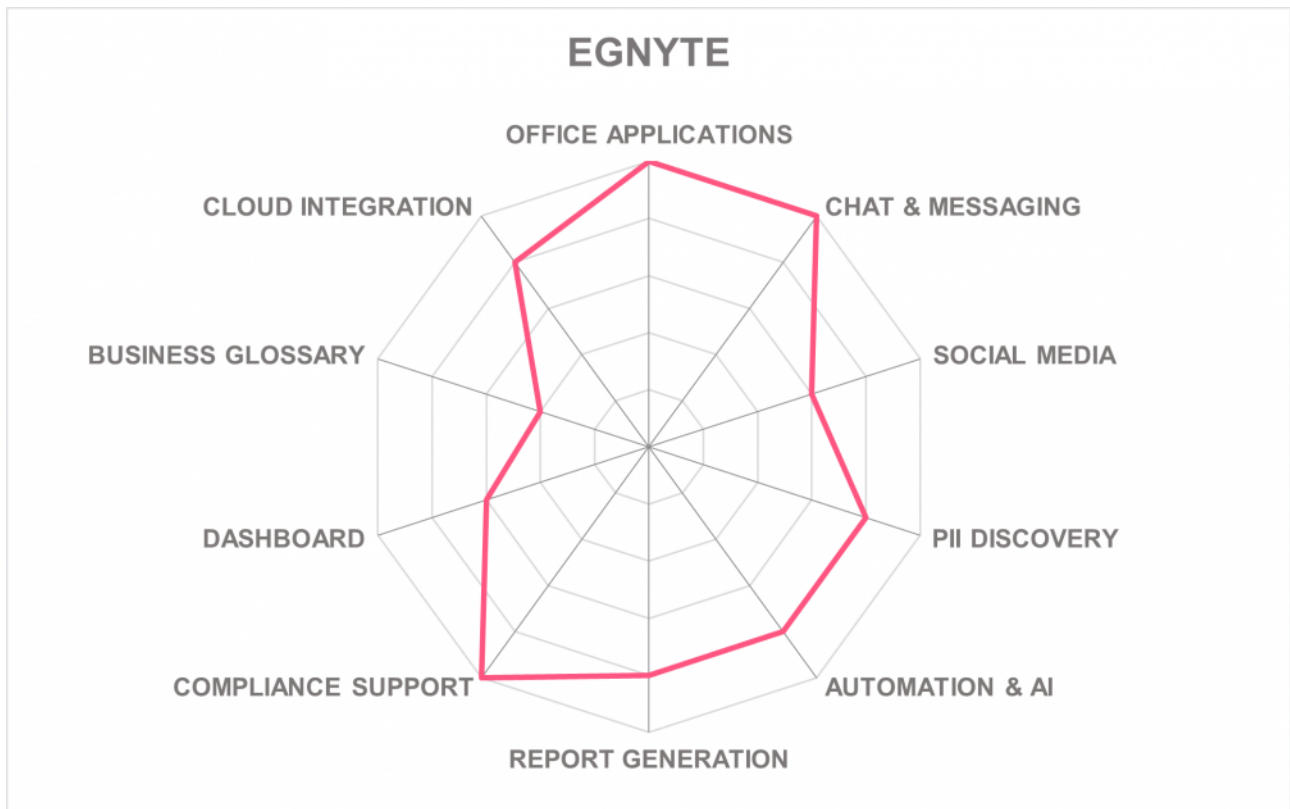 EGNYTE
OFFICE APPLICATIONS
CLOUD INTEGRATION
CHAT & MESSAGING
BUSINESS GLOSSARY
SOCIAL MEDIA
DASHBOARD
PII DISCOVERY
COMPLIANCE SUPPORT
AUTOMATION & AI
REPORT GENERATION